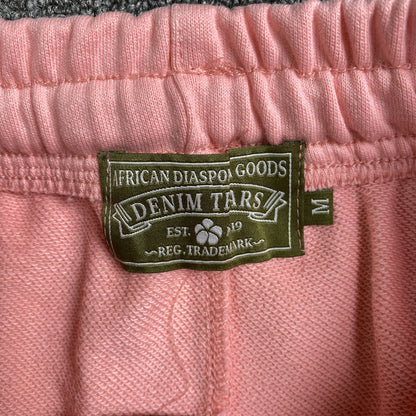 AFRICAN DIASPORA GOODS
DENIM TEARS
EST. 19
REG. TRADEMARK
M